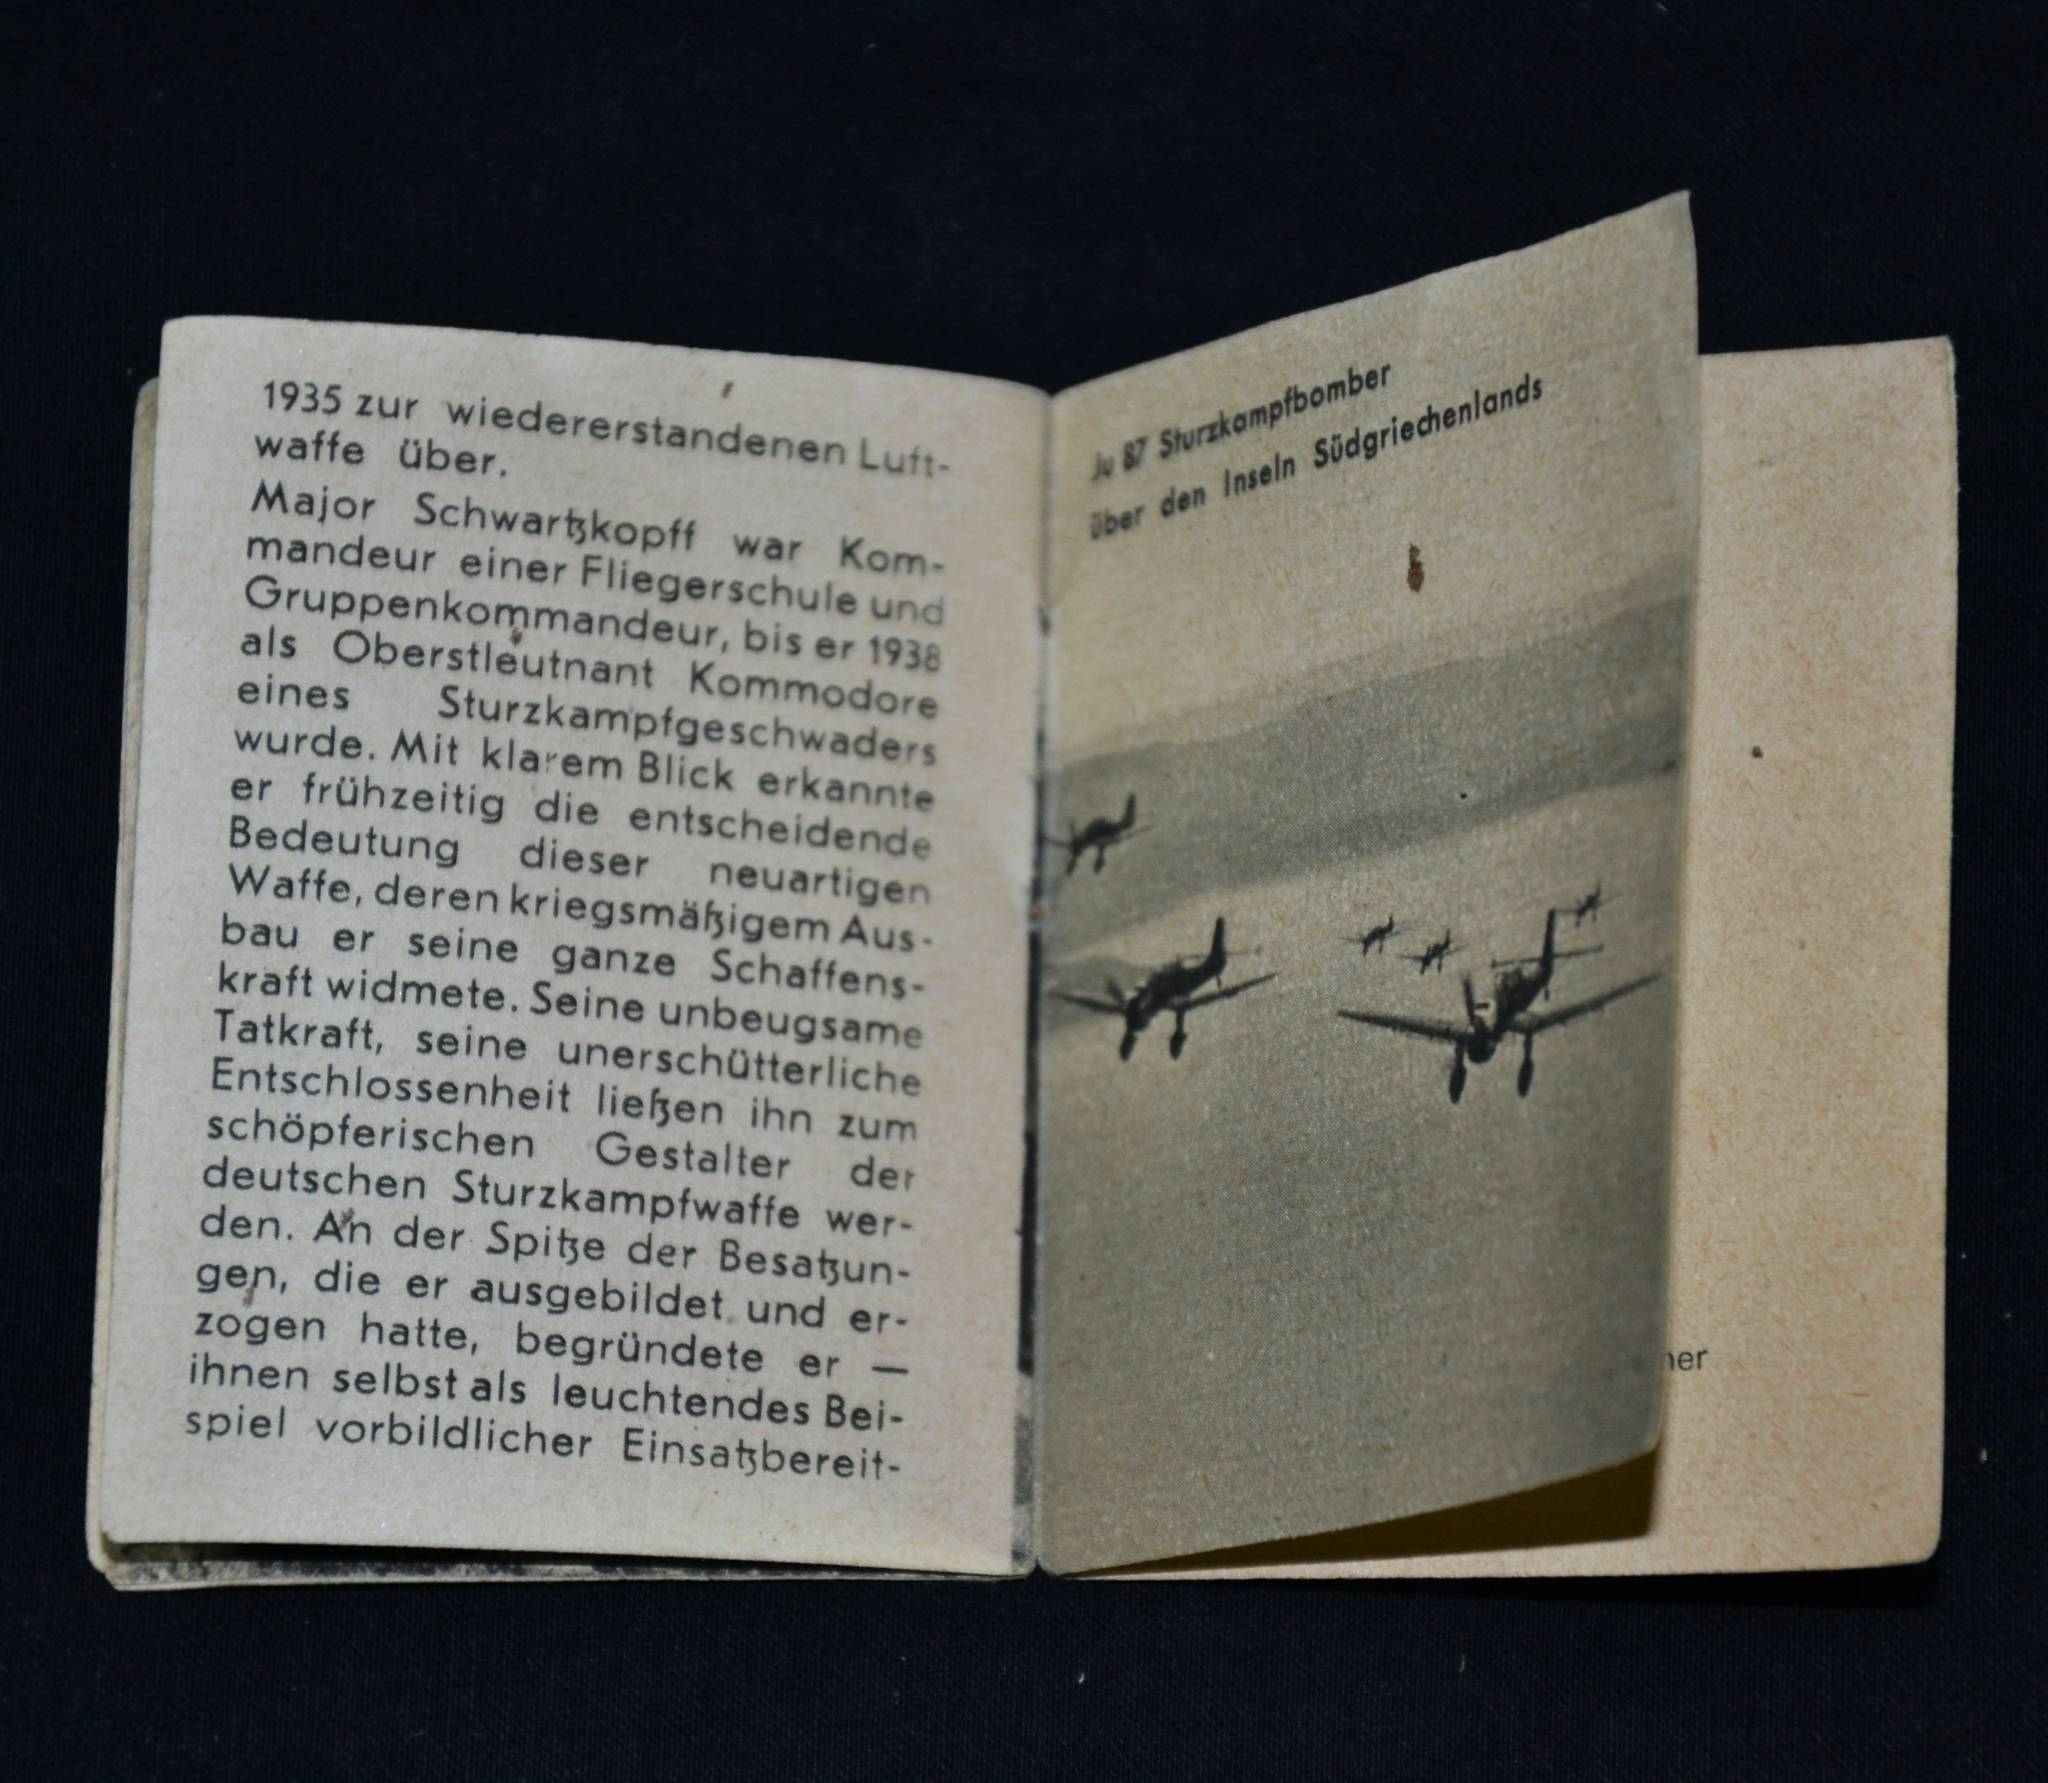 1935 zur wiedererstandenen Luft-
waffe über.
Major Schwartzkopff war Kom-
mandeur einer Fliegerschule und
Gruppenkommandeur, bis er 1938
als Oberstleutnant Kommodore
eines Sturzkampfgeschwaders
wurde. Mit klarem Blick erkannte
er frühzeitig die entscheidende
Bedeutung dieser neuartigen
Waffe, deren kriegsmäßigem Aus-
bau er seine ganze Schaffens-
kraft widmete. Seine unbeugsame
Tatkraft, seine unerschütterliche
Entschlossenheit ließen ihn zum
schöpferischen Gestalter der
deutschen Sturzkampfwaffe wer-
den. An der Spitze der Besatzun-
gen, die er ausgebildet und er-
zogen hatte, begründete er —
ihnen selbst als leuchtendes Bei-
spiel vorbildlicher Einsatzbereit-
Ju 87 Sturzkampfbomber
über den Inseln Südgriechenlands